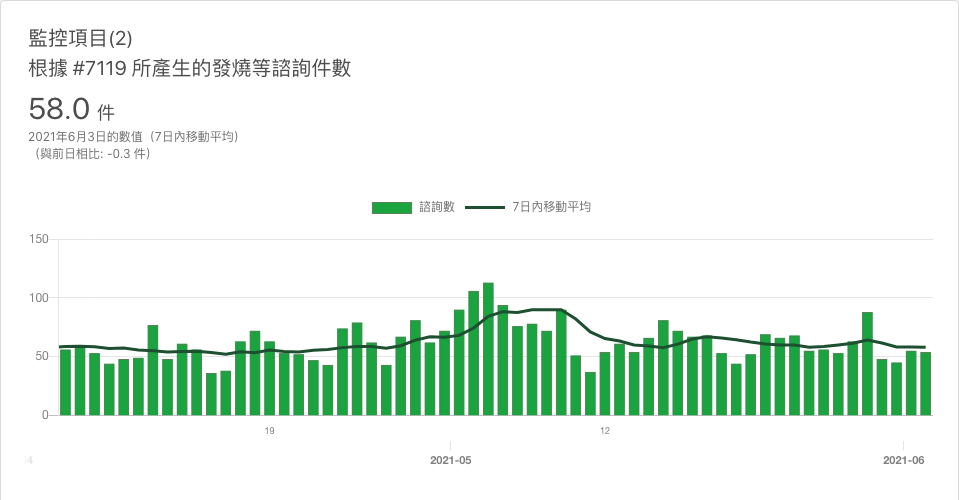 監控項目(2)
根據 #7119 所產生的發燒等諮詢件數
58.0 件
2021年6月3日的數值（7日內移動平均）
（與前日相比: -0.3 件）
諮詢數 7日內移動平均
150
100
50
0
19 12
4 2021-05 2021-06